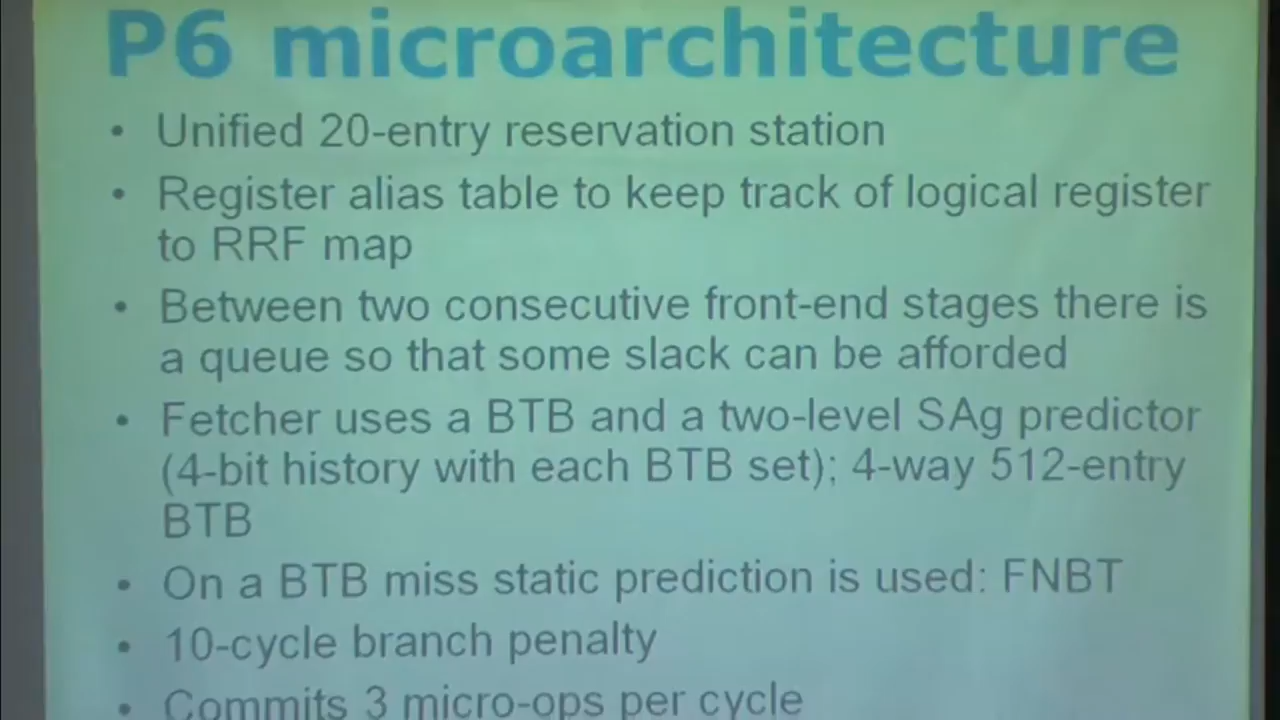 P6 microarchitecture
• Unified 20-entry reservation station
• Register alias table to keep track of logical register
to RRF map
• Between two consecutive front-end stages there is
a queue so that some slack can be afforded
• Fetcher uses a BTB and a two-level SAg predictor
(4-bit history with each BTB set); 4-way 512-entry
BTB
• On a BTB miss static prediction is used: FNBT
• 10-cycle branch penalty
• Commits 3 micro-ops per cycle